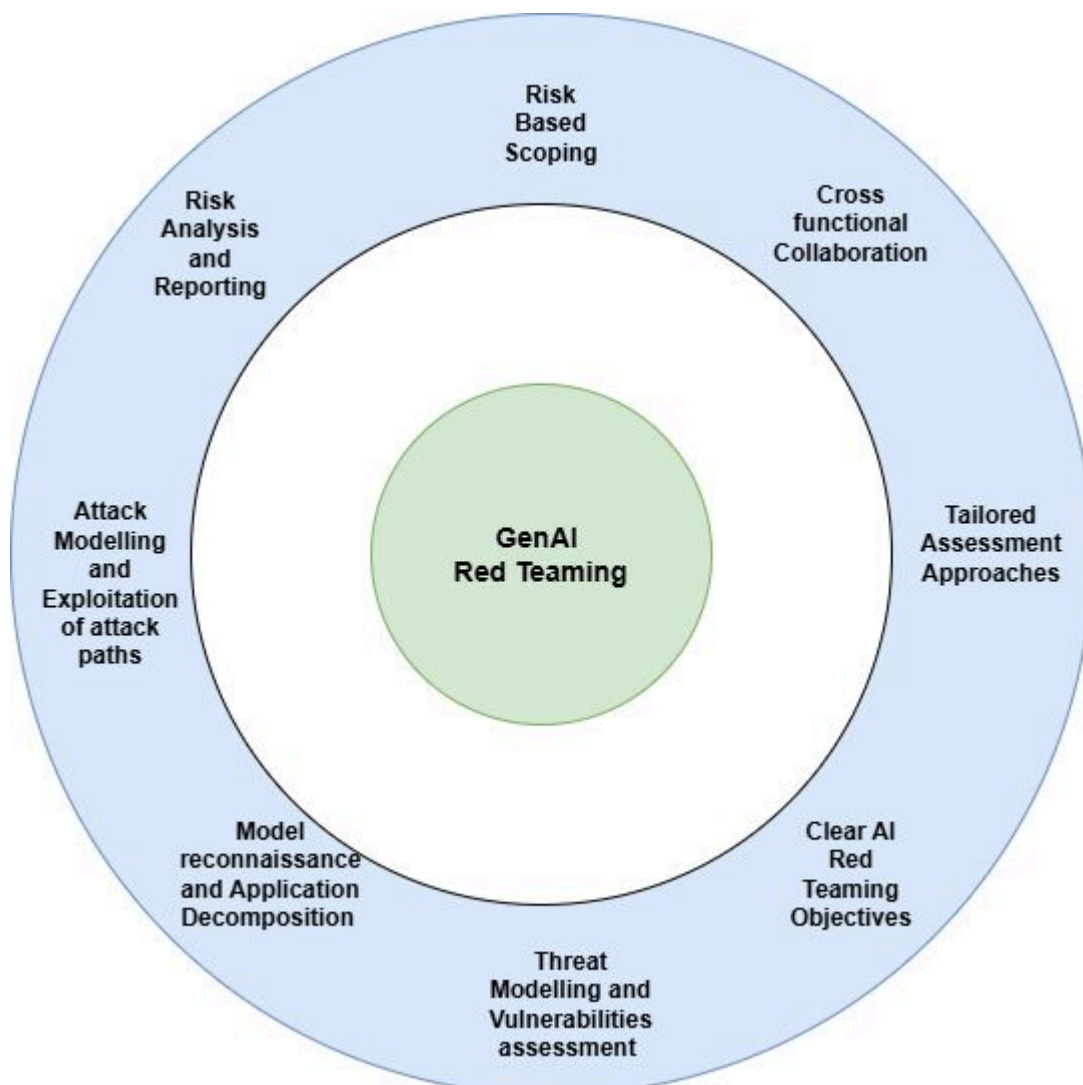 Risk
Based
Scoping
Cross
functional
Collaboration
Tailored
Assessment
Approaches
Clear AI
Red
Teaming
Objectives
Threat
Modelling and
Vulnerabilities
assessment
Model
reconnaissance
and Application
Decomposition
Attack
Modelling
and
Exploitation
of attack
paths
Risk
Analysis
and
Reporting
GenAI
Red Teaming